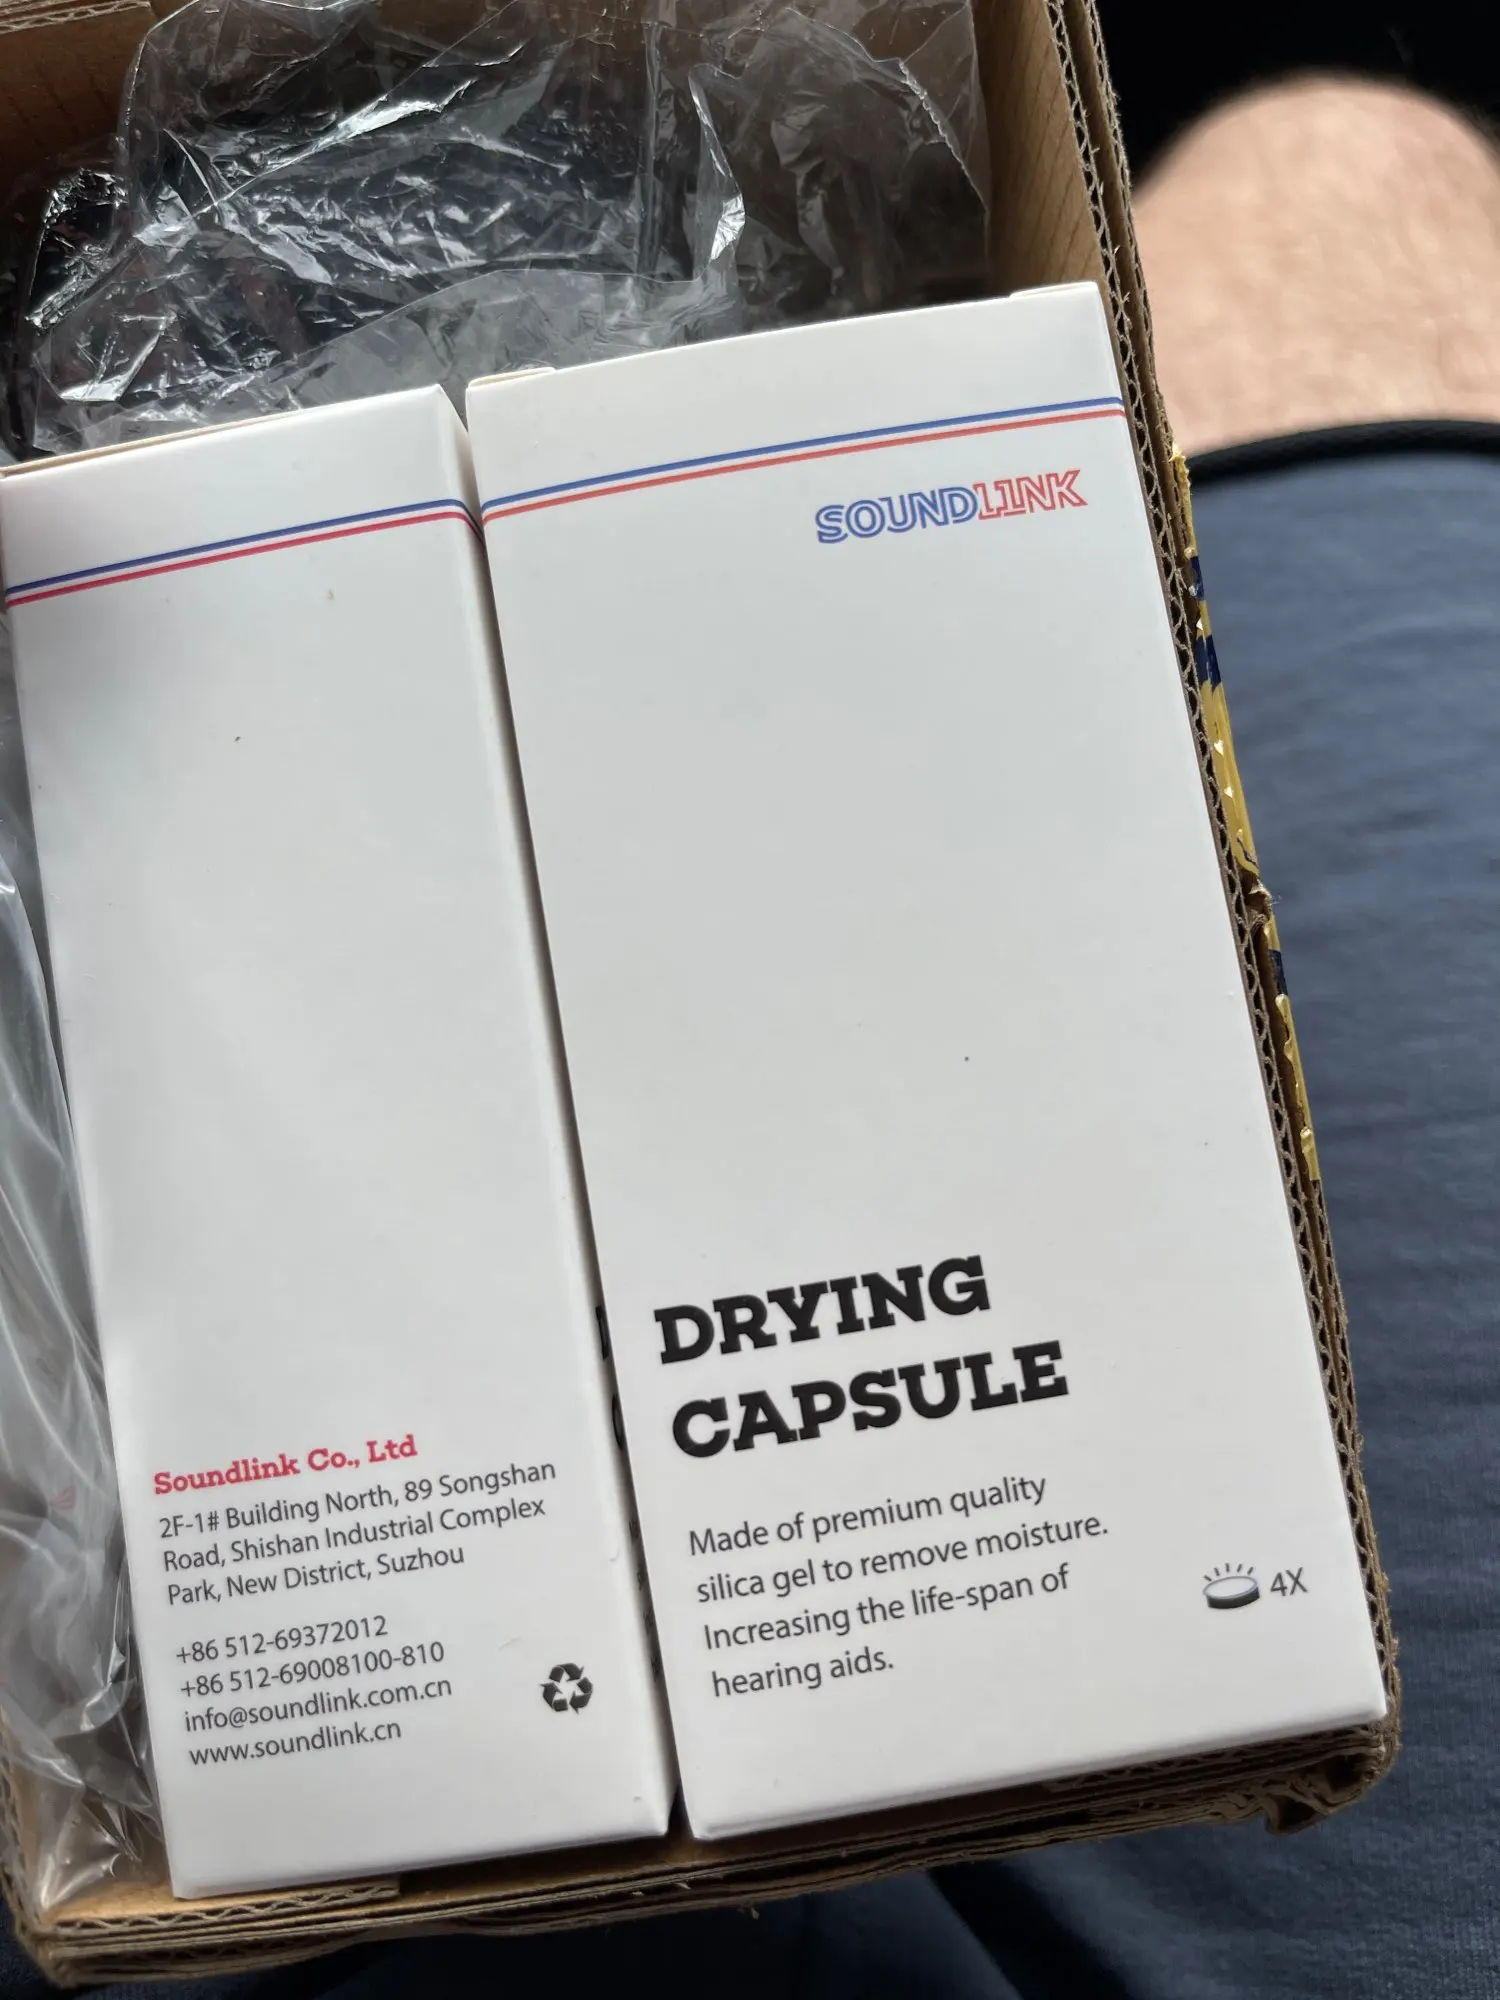 SOUNDLINK
DRYING
CAPSULE
Made of premium quality
silica gel to remove moisture.
Increasing the life-span of
hearing aids.
4X
Soundlink Co., Ltd
2F-1# Building North, 89 Songshan
Road, Shishan Industrial Complex
Park, New District, Suzhou
+86 512-69372012
+86 512-69008100-810
info@soundlink.com.cn
www.soundlink.cn